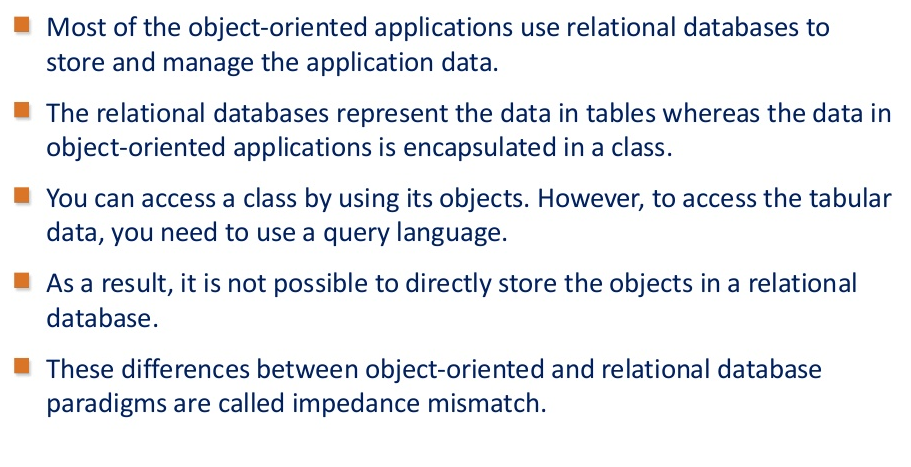 Most of the object-oriented applications use relational databases to
store and manage the application data.
The relational databases represent the data in tables whereas the data in
object-oriented applications is encapsulated in a class.
You can access a class by using its objects. However, to access the tabular
data, you need to use a query language.
As a result, it is not possible to directly store the objects in a relational
database.
These differences between object-oriented and relational database
paradigms are called impedance mismatch.